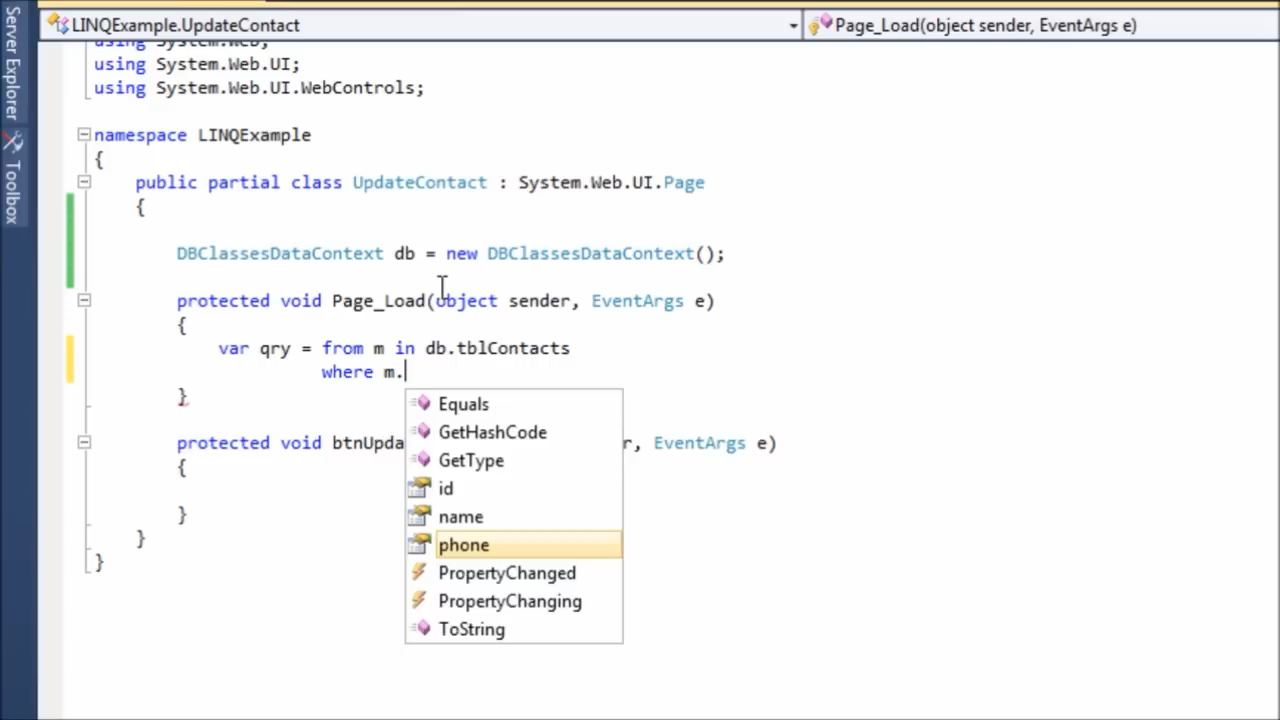 LINQExample.UpdateContact
Page_Load(object sender, EventArgs e)
Server Explorer
Toolbox
using System.Web;
using System.Web.UI;
using System.Web.UI.WebControls;
namespace LINQExample
{
public partial class UpdateContact : System.Web.UI.Page
{
DBClassesDataContext db = new DBClassesDataContext();
protected void Page_Load(object sender, EventArgs e)
{
var qry = from m in db.tblContacts
where m.
}
Equals
GetHashCode
GetType
id
name
phone
PropertyChanged
PropertyChanging
ToString
protected void btnUpda r, EventArgs e)
{
}
}
}